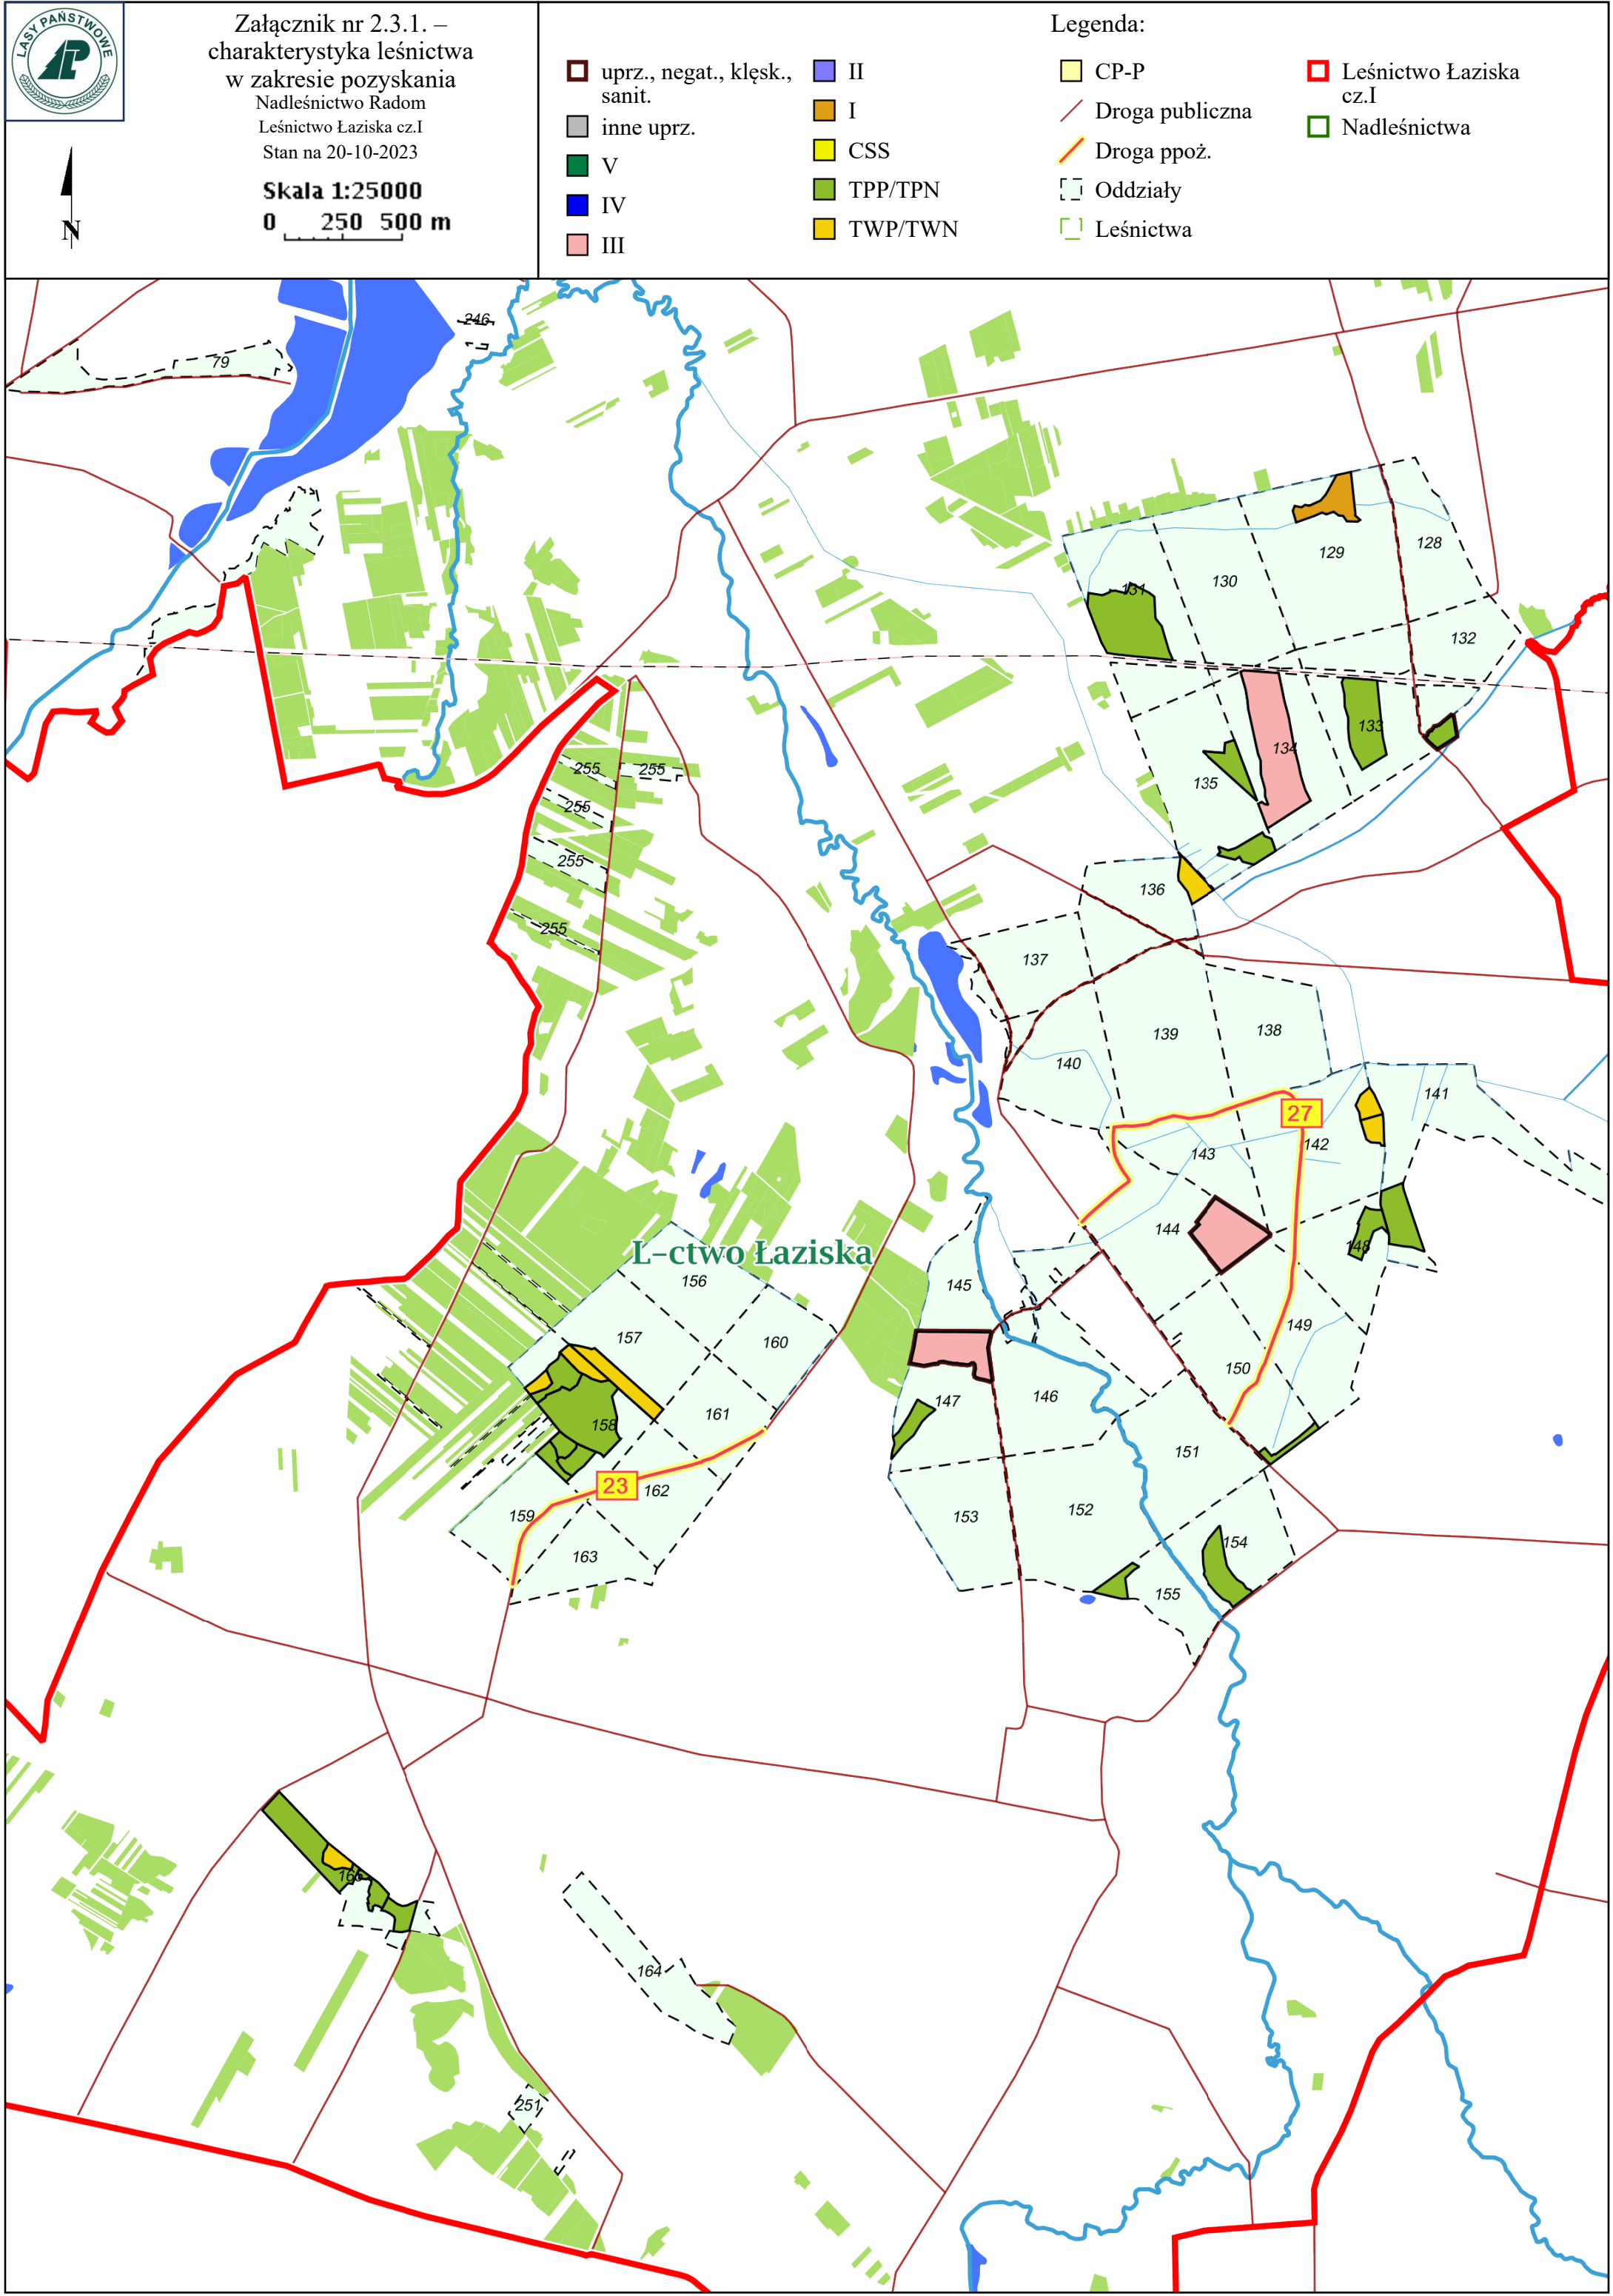 LASY PAŃSTWOWE
Załącznik nr 2.3.1. –
charakterystyka leśnictwa
w zakresie pozyskania
Nadleśnictwo Radom
Leśnictwo Łaziska cz.I
Stan na 20-10-2023
Skala 1:25000
0 250 500 m
N
Legenda:
uprz., negat., klęsk.,
sanit.
inne uprz.
V
IV
III
II
I
CSS
TPP/TPN
TWP/TWN
CP-P
Droga publiczna
Droga ppoż.
Oddziały
Leśnictwa
Leśnictwo Łaziska
cz.I
Nadleśnictwa
246
79
128
129
130
131
132
133
134
135
255
255
255
255
255
136
137
138
139
140
141
27
142
143
144
148
L-ctwo Łaziska
145
156
157
160
149
150
146
147
161
158
151
23
162
159
153
152
163
154
155
165
164
251